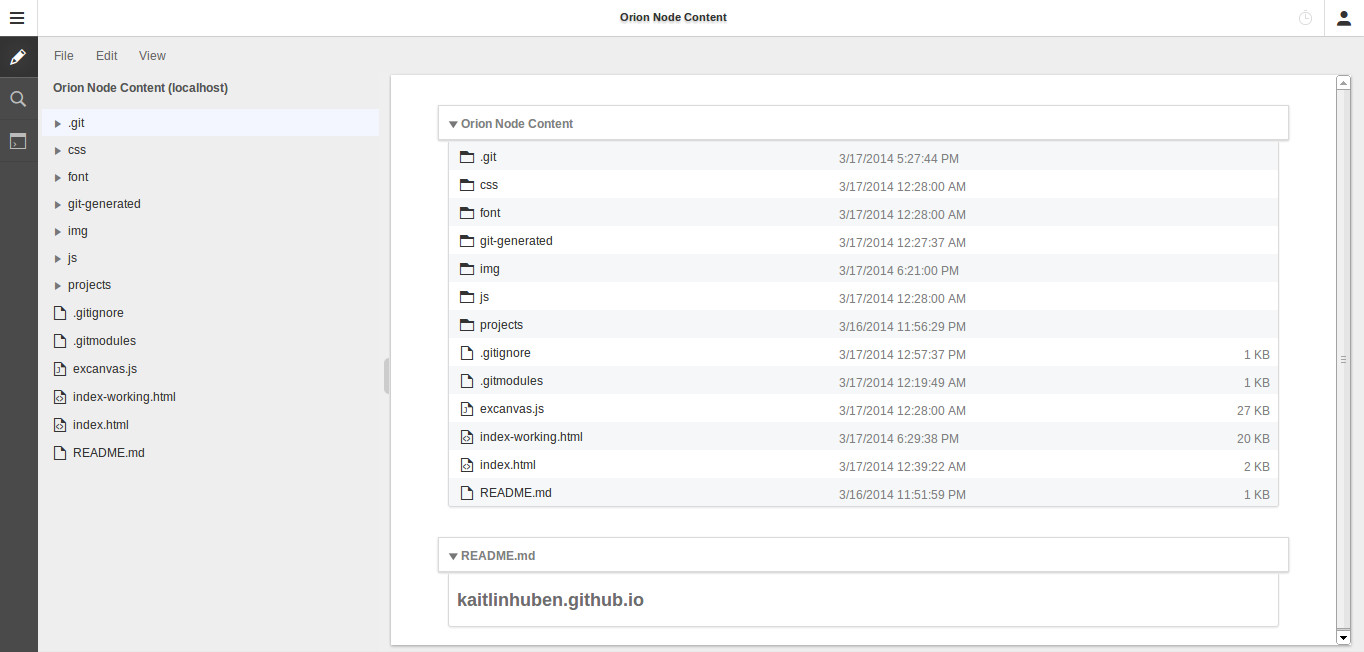 Orion Node Content
File Edit View
Orion Node Content (localhost)
.git
css
font
git-generated
img
js
projects
.gitignore
.gitmodules
excanvas.js
index-working.html
index.html
README.md
Orion Node Content
.git 3/17/2014 5:27:44 PM
css 3/17/2014 12:28:00 AM
font 3/17/2014 12:28:00 AM
git-generated 3/17/2014 12:27:37 AM
img 3/17/2014 6:21:00 PM
js 3/17/2014 12:28:00 AM
projects 3/16/2014 11:56:29 PM
.gitignore 3/17/2014 12:57:37 PM 1 KB
.gitmodules 3/17/2014 12:19:49 AM 1 KB
excanvas.js 3/17/2014 12:28:00 AM 27 KB
index-working.html 3/17/2014 6:29:38 PM 20 KB
index.html 3/17/2014 12:39:22 AM 2 KB
README.md 3/16/2014 11:51:59 PM 1 KB
README.md
kaitlinhuben.github.io